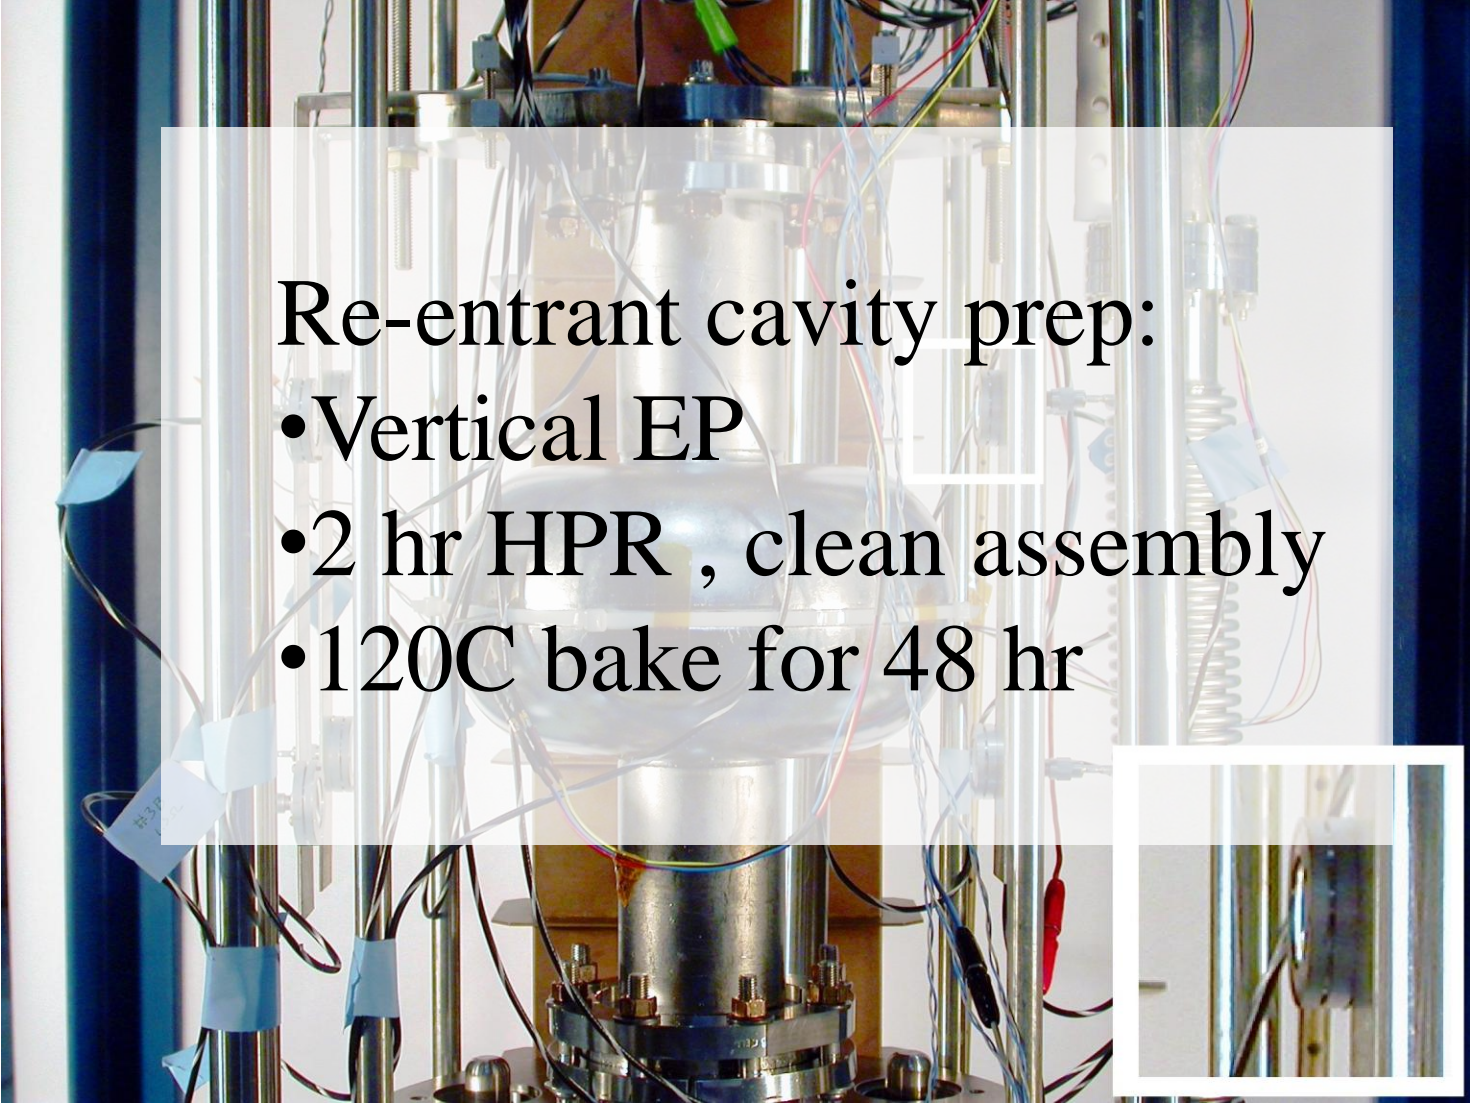 Re-entrant cavity prep:
•Vertical EP
•2 hr HPR , clean assembly
•120C bake for 48 hr